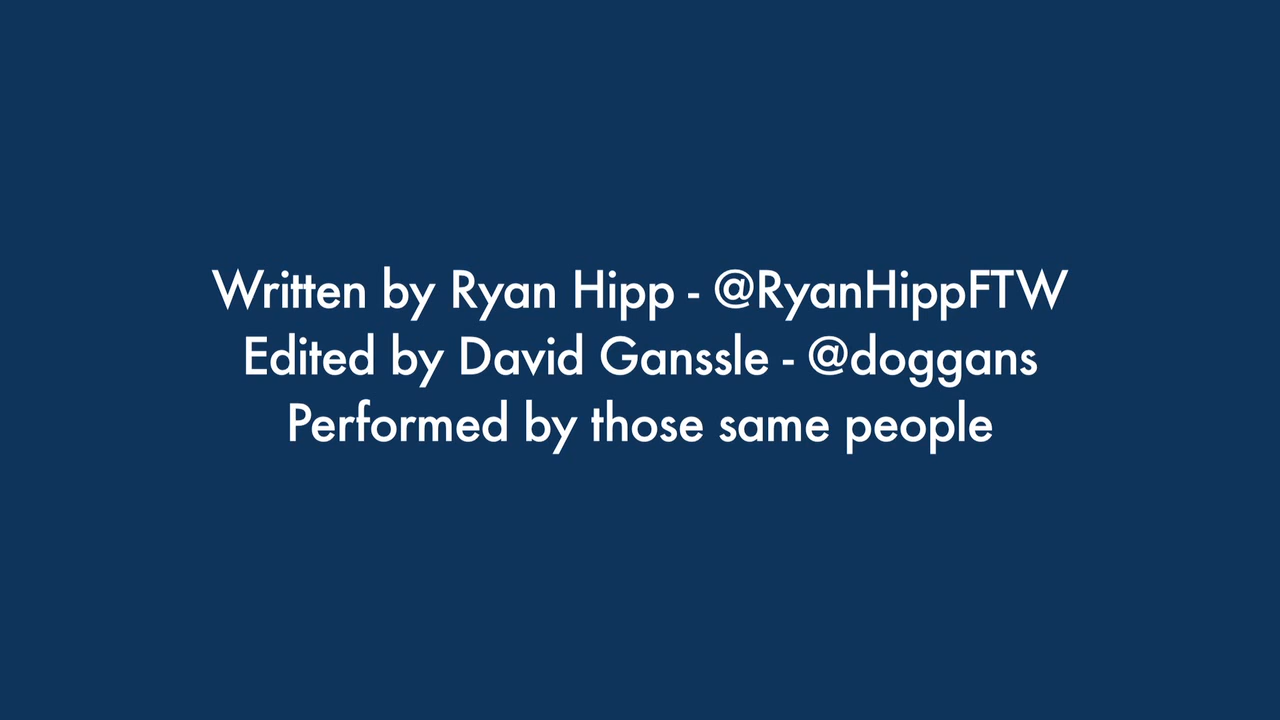 Written by Ryan Hipp - @RyanHippFTW
Edited by David Ganssle - @doggans
Performed by those same people